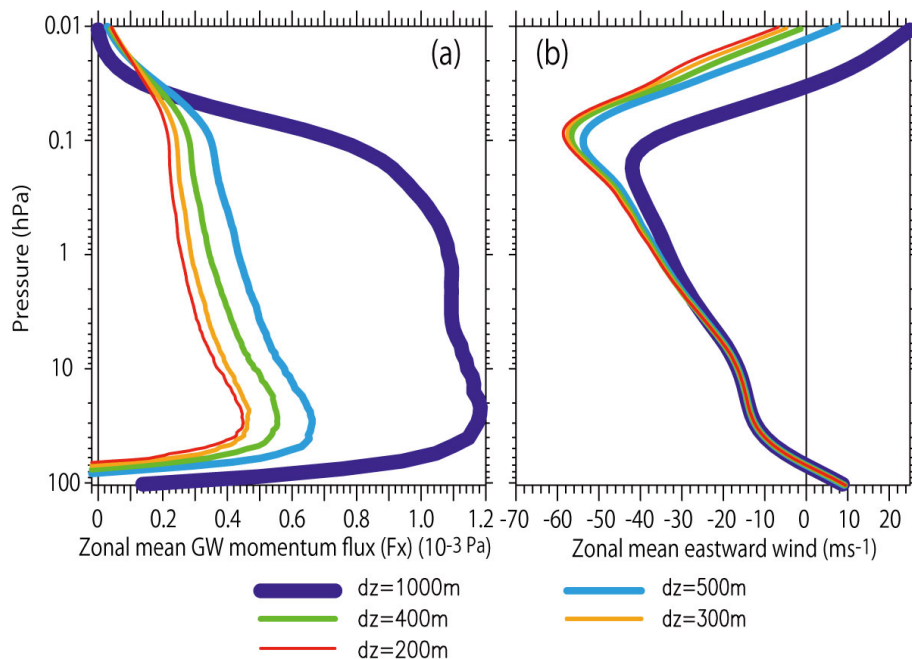 (a)
(b)
Pressure (hPa)
0.01
0.1
1
10
100
0 0.2 0.4 0.6 0.8 1.0 1.2
-70 -60 -50 -40 -30 -20 -10 0 10 20
Zonal mean GW momentum flux (Fx) (10-3 Pa)
Zonal mean eastward wind (ms-1)
dz=1000m
dz=500m
dz=400m
dz=300m
dz=200m